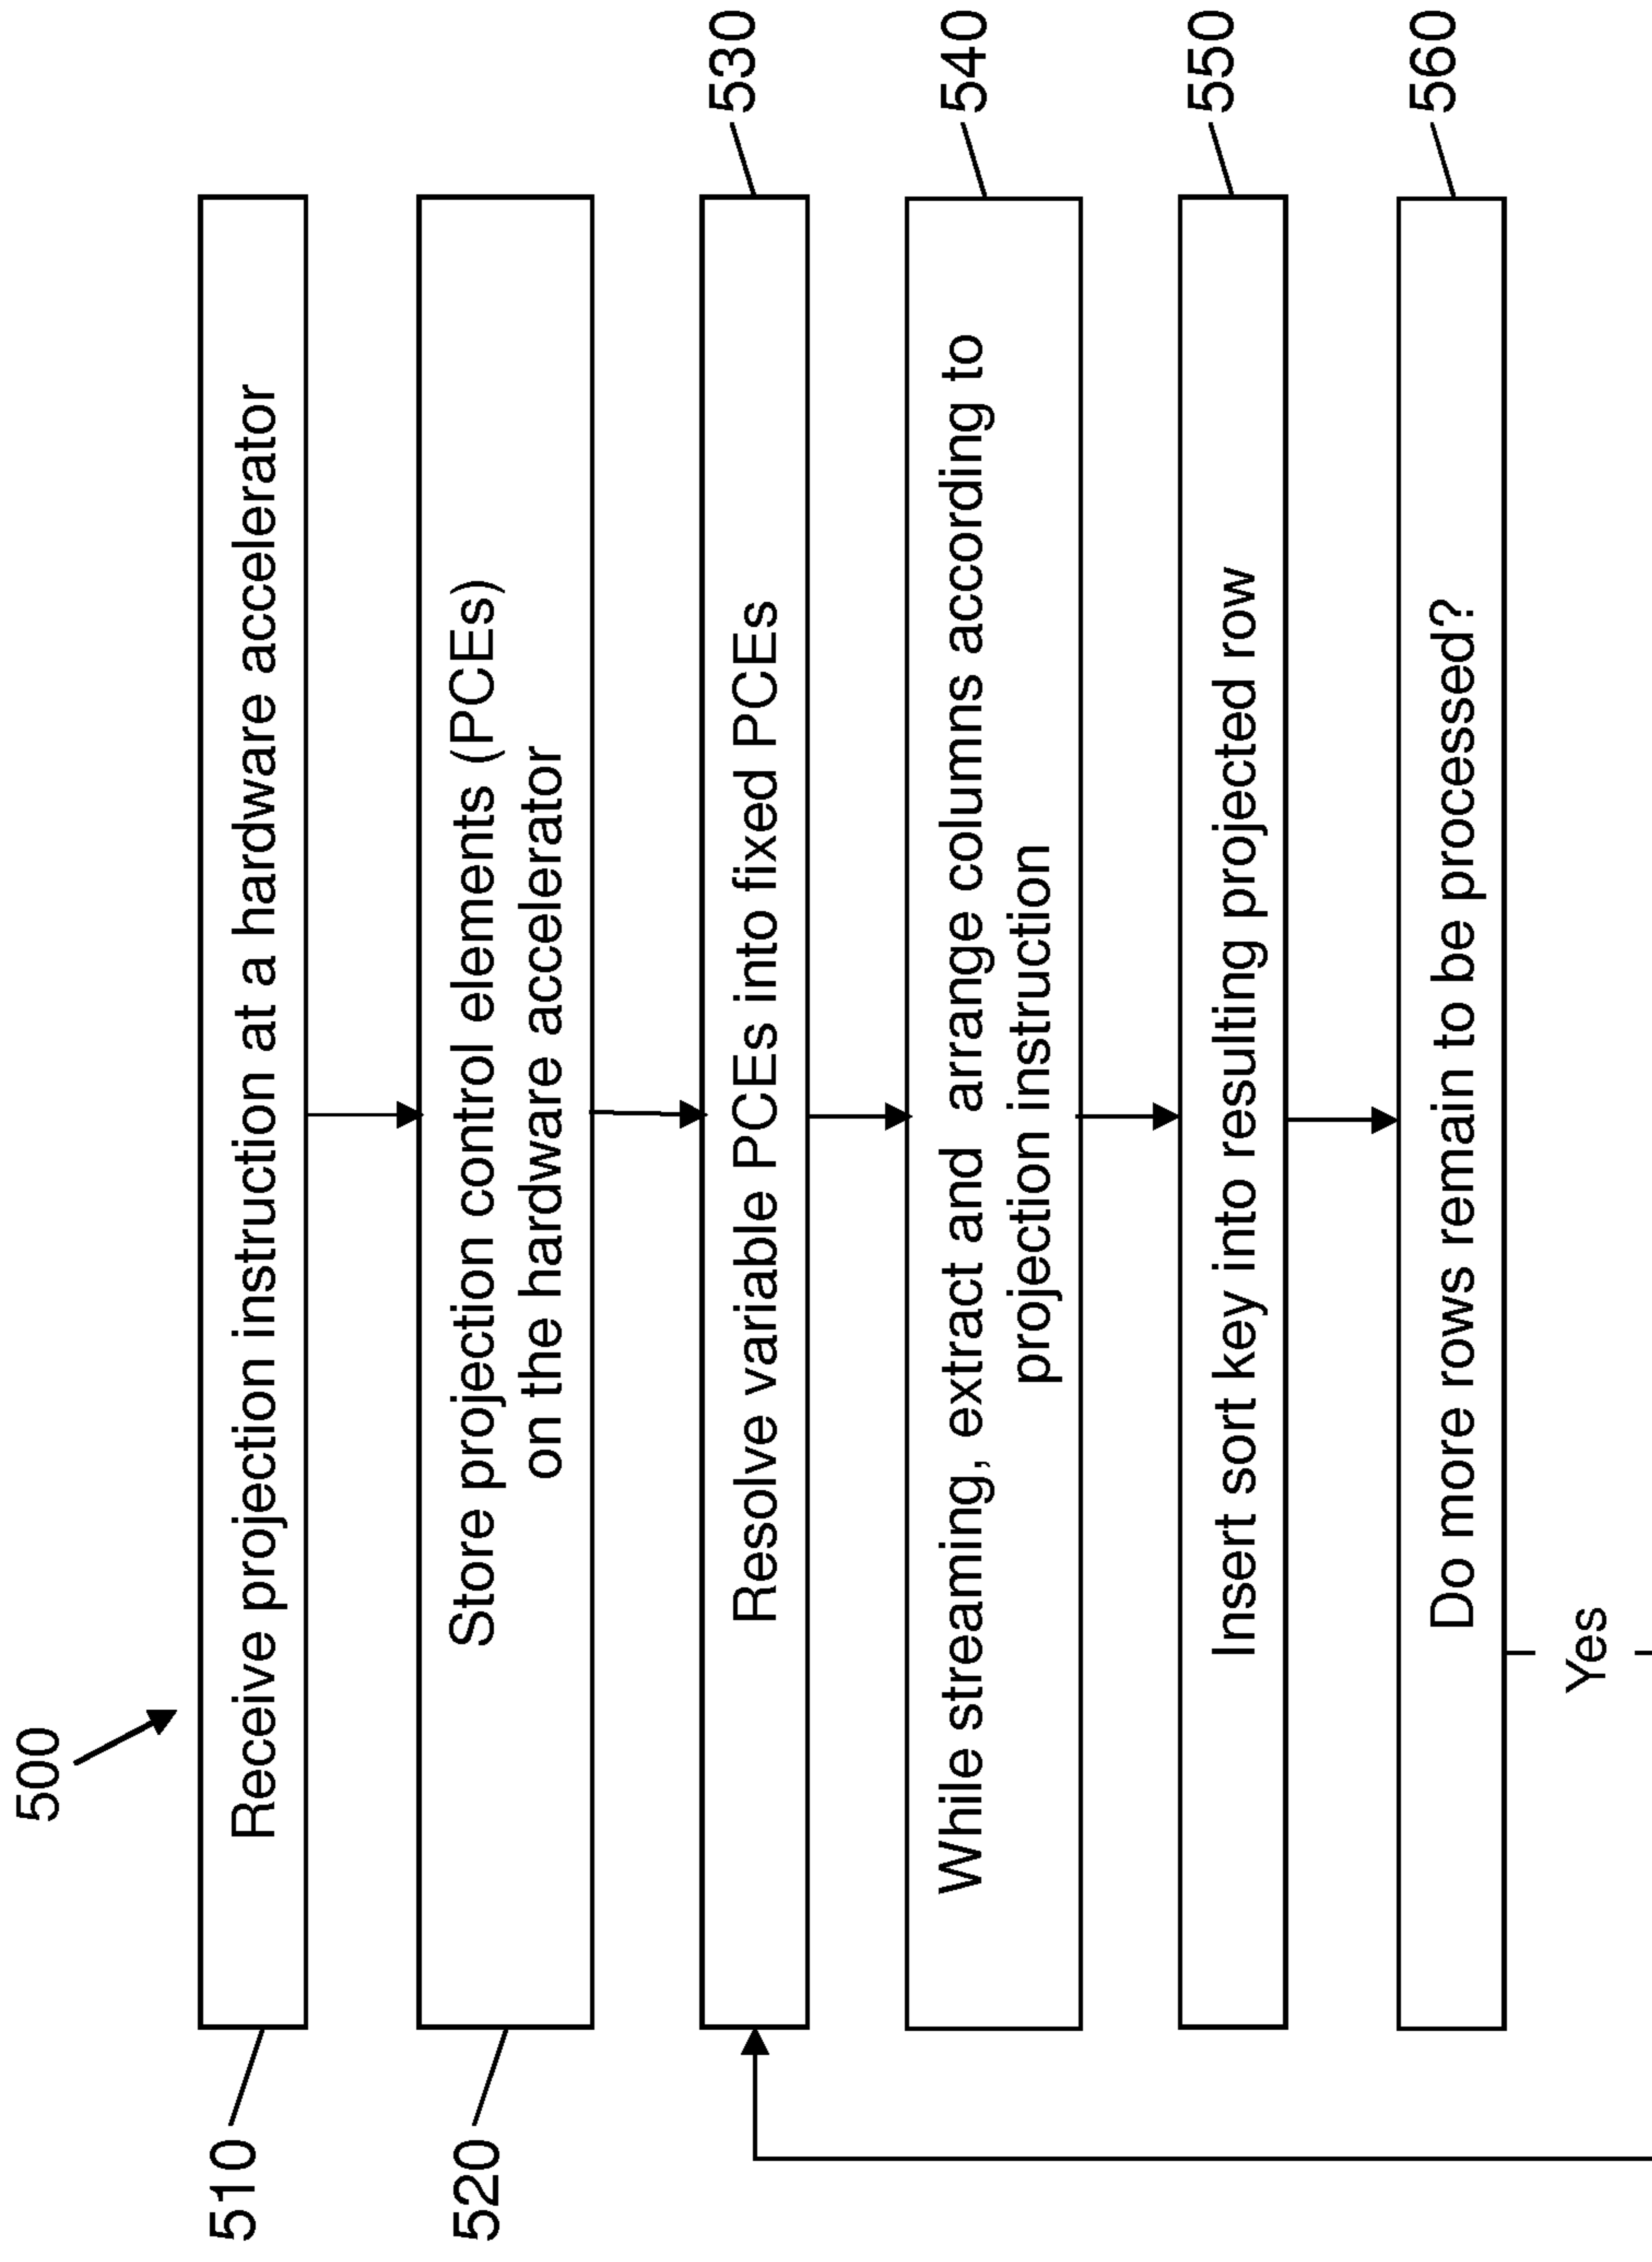 500
510
Receive projection instruction at a hardware accelerator
520
Store projection control elements (PCEs)
on the hardware accelerator
Resolve variable PCEs into fixed PCEs
530
While streaming, extract and arrange columns according to
projection instruction
540
Insert sort key into resulting projected row
550
Do more rows remain to be processed?
560
Yes